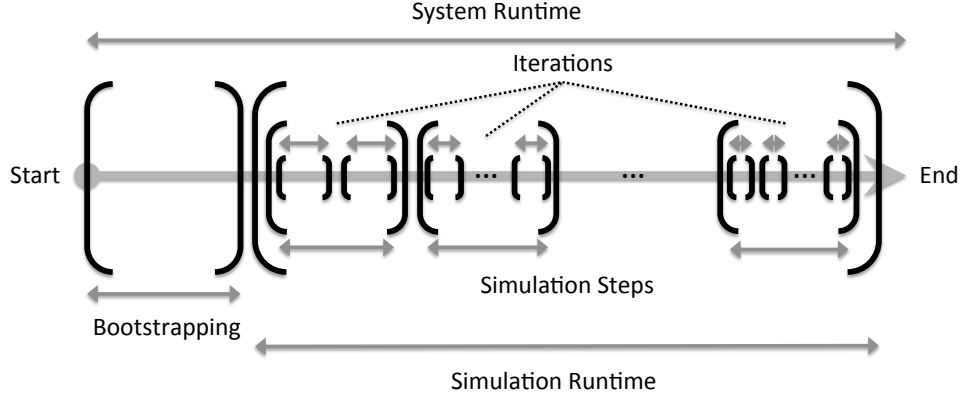 System Runtime
Iterations
Start
...
...
...
End
Simulation Steps
Bootstrapping
Simulation Runtime